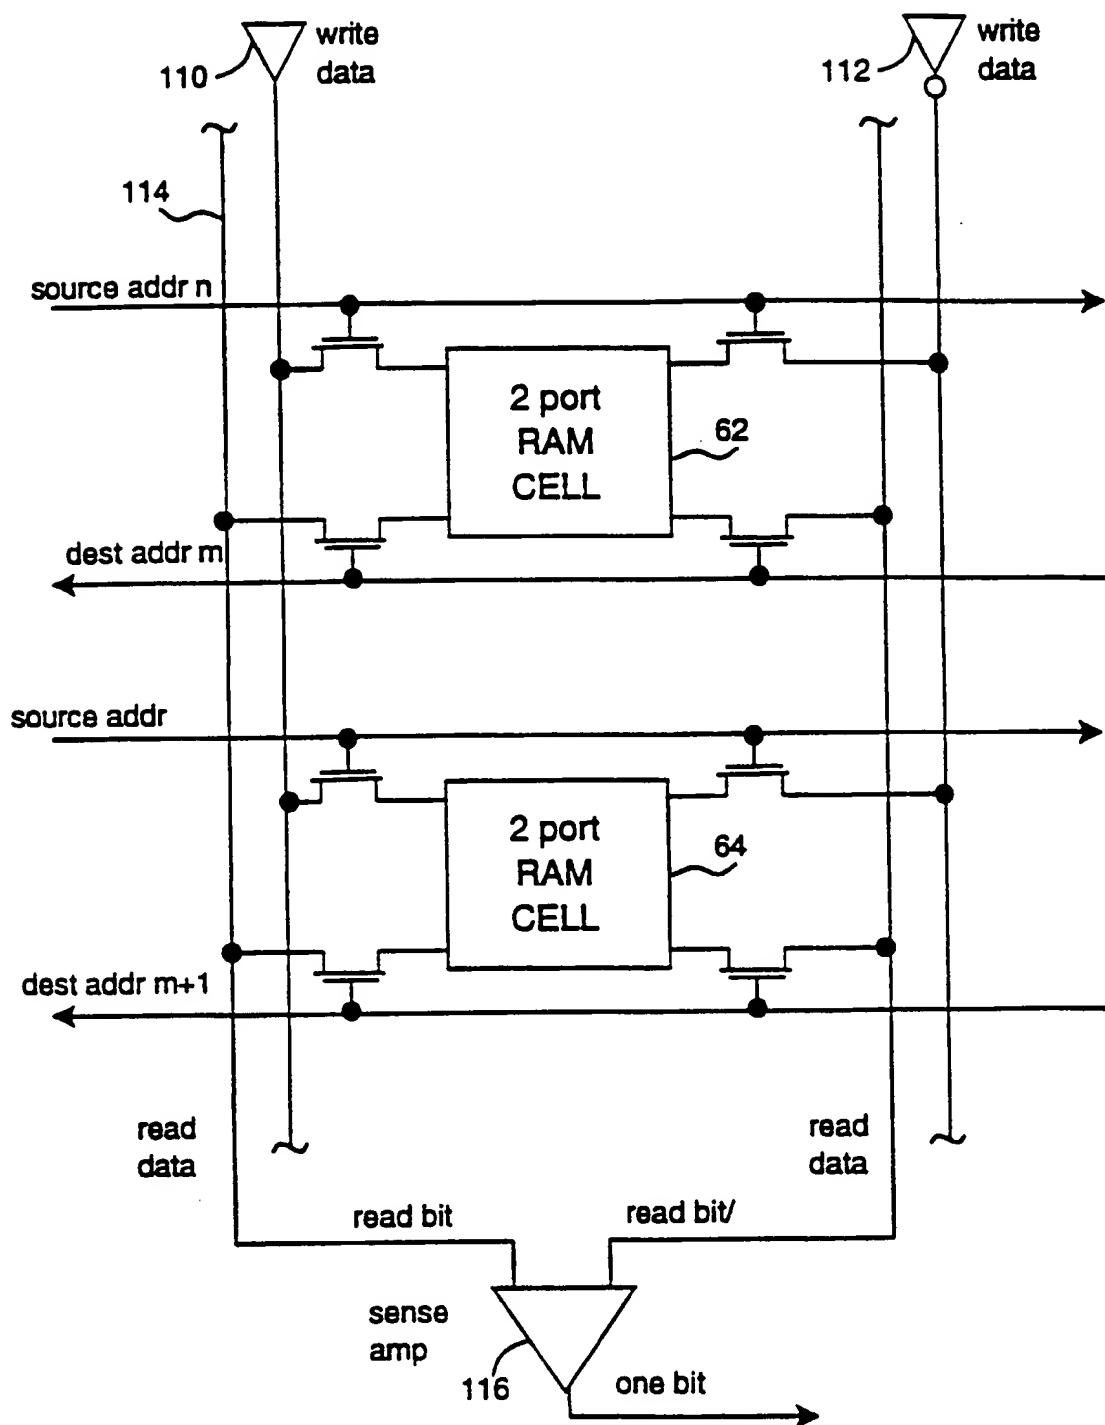 write
data
110
write
data
112
114
source addr n
2 port
RAM
CELL
62
dest addr m
source addr
2 port
RAM
CELL
64
dest addr m+1
read
data
read
data
read bit
read bit/
sense
amp
116
one bit